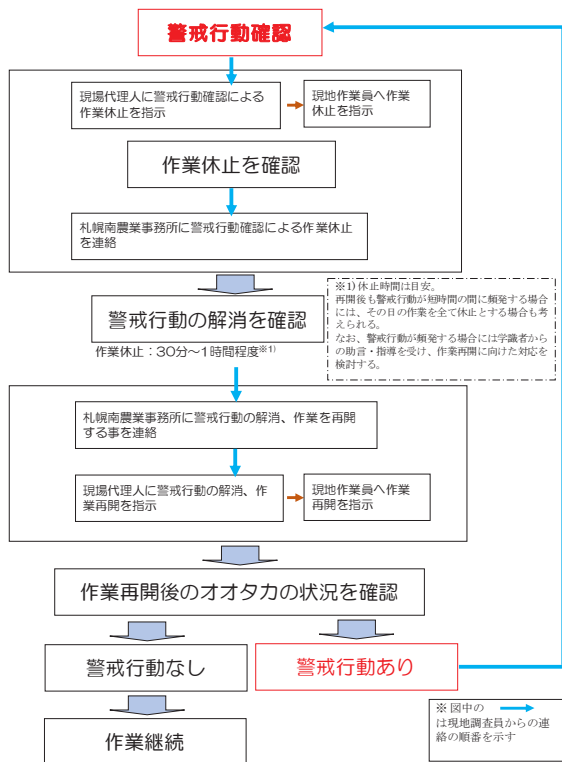 警戒行動確認
現場代理人に警戒行動確認による
作業休止を指示
現地作業員へ作業
休止を指示
作業休止を確認
札幌南農業事務所に警戒行動確認による作業休止
を連絡
※1) 休止時間は目安。
再開後も警戒行動が短時間の間に頻発する場合
には、その日の作業を全て休止とする場合も考
えられる。
なお、警戒行動が頻発する場合には学識者から
の助言・指導を受け、作業再開に向けた対応を
検討する。
警戒行動の解消を確認
作業休止：30分～1時間程度※1)
札幌南農業事務所に警戒行動の解消、作業を再開
する事を連絡
現場代理人に警戒行動の解消、作
業再開を指示
現地作業員へ作業
再開を指示
作業再開後のオオタカの状況を確認
警戒行動なし
警戒行動あり
作業継続
※ 図中の
は現地調査員からの連
絡の順番を示す